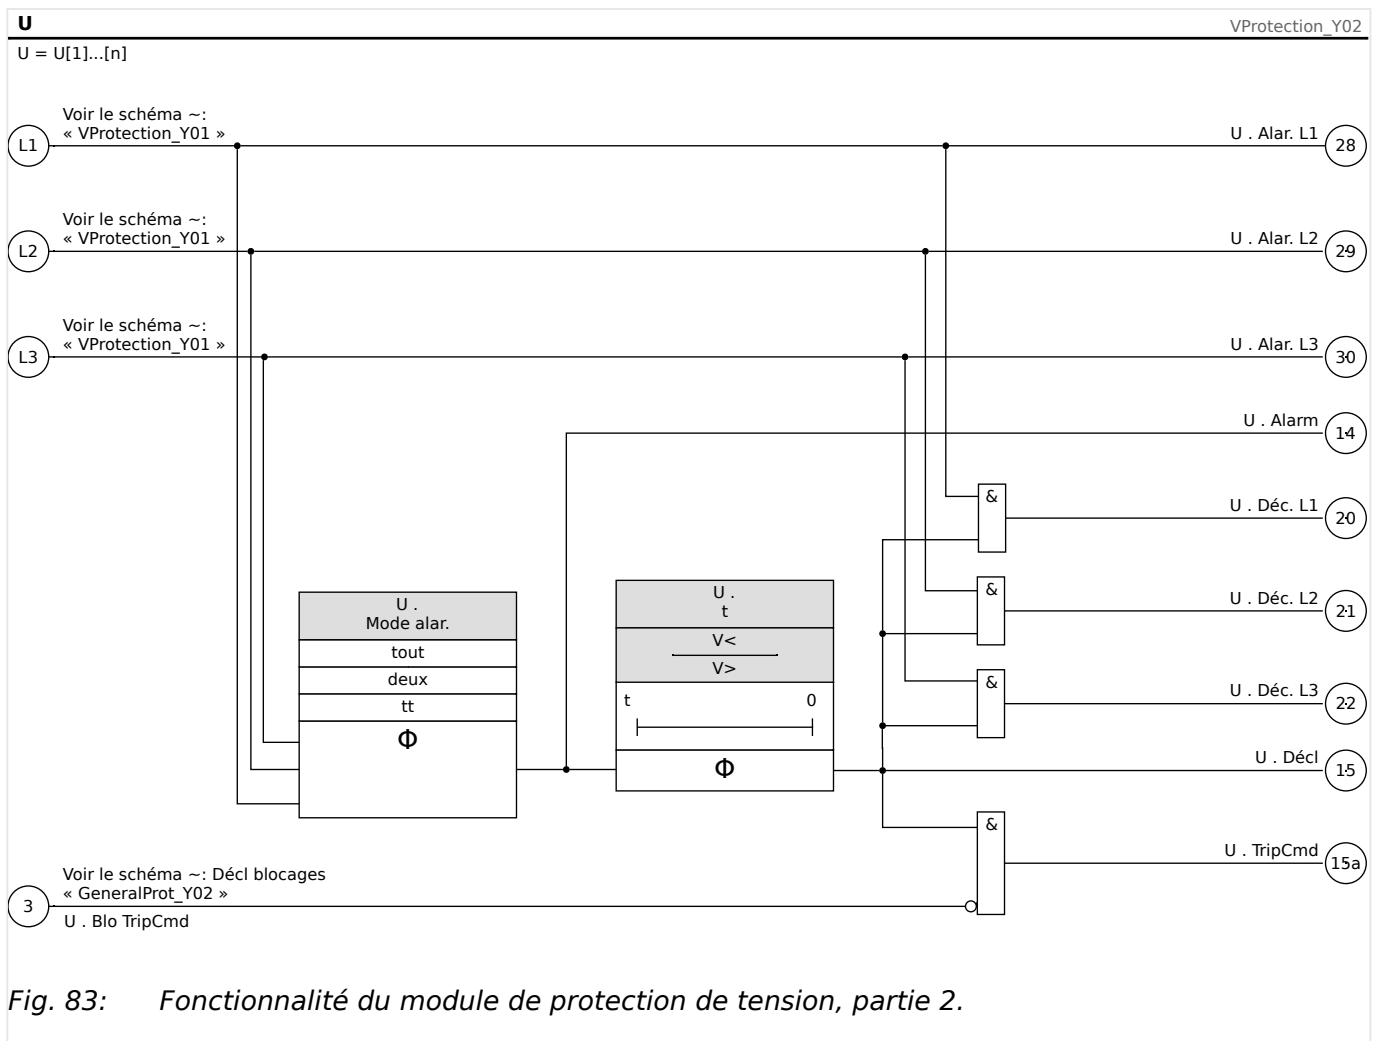 U
VProtection_Y02
U = U[1]...[n]
Voir le schéma ~:
« VProtection_Y01 »
L1
U . Alar. L1
28
Voir le schéma ~:
« VProtection_Y01 »
L2
U . Alar. L2
29
Voir le schéma ~:
« VProtection_Y01 »
L3
U . Alar. L3
30
U . Alarm
14
&
U . Déc. L1
20
&
U . Déc. L2
21
&
U . Déc. L3
22
U .
Mode alar.
tout
deux
tt
Φ
U .
t
V<
V>
t 0
Φ
U . Décl
15
&
U . TripCmd
15a
Voir le schéma ~: Décl blocages
« GeneralProt_Y02 »
3
U . Blo TripCmd
Fig. 83: Fonctionnalité du module de protection de tension, partie 2.